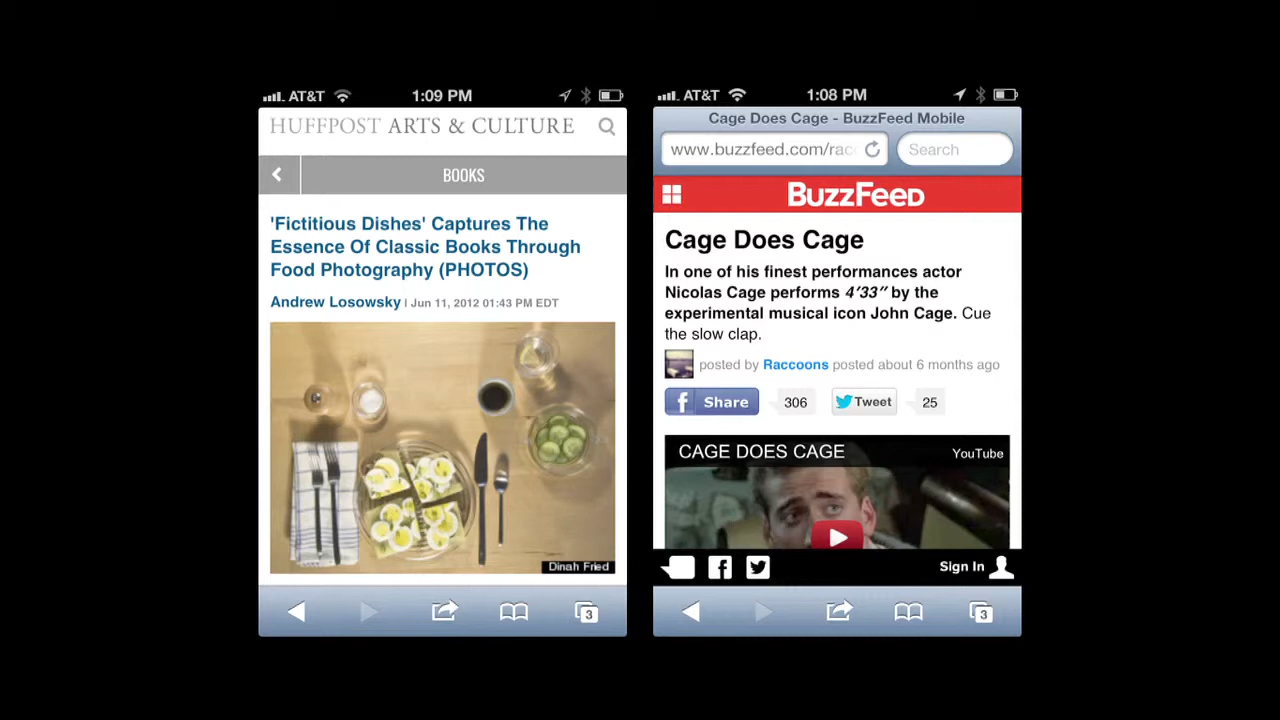 AT&T 1:09 PM
HUFFPOST ARTS & CULTURE
BOOKS
'Fictitious Dishes' Captures The
Essence Of Classic Books Through
Food Photography (PHOTOS)
Andrew Losowsky | Jun 11, 2012 01:43 PM EDT
Dinah Fried
3
AT&T 1:08 PM
Cage Does Cage - BuzzFeed Mobile
www.buzzfeed.com/rac Search
BuzzFeed
Cage Does Cage
In one of his finest performances actor
Nicolas Cage performs 4'33" by the
experimental musical icon John Cage. Cue
the slow clap.
posted by Raccoons posted about 6 months ago
f Share 306 Tweet 25
CAGE DOES CAGE YouTube
f Sign In
3